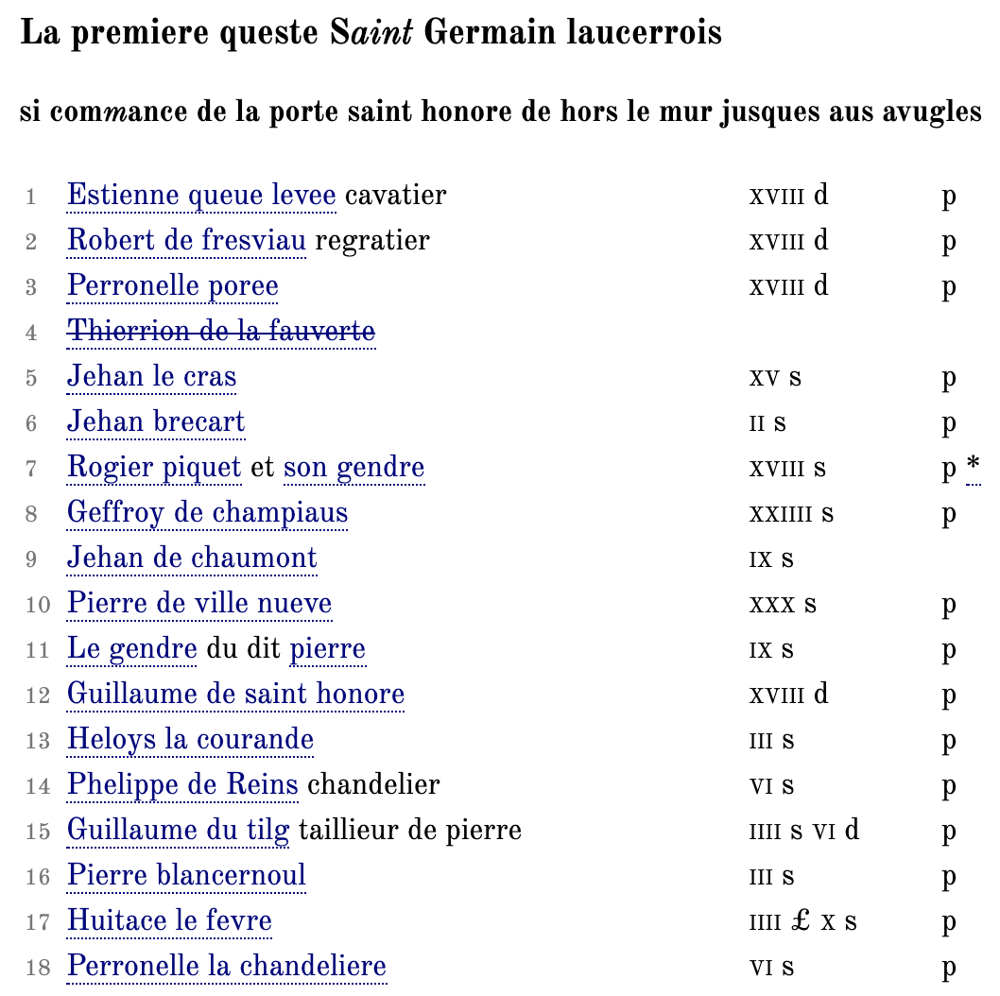 La premiere queste Saint Germain laucerrois
si commance de la porte saint honore de hors le mur jusques aus avugles
1 Estienne queue levee cavatier XVIII d p
2 Robert de fresviau regratier XVIII d p
3 Perronelle poree XVIII d p
4 Thierrion de la fauverte
5 Jehan le cras XV s p
6 Jehan brecart II s p
7 Rogier piquet et son gendre XVIII s p *
8 Geffroy de champiaus XXIIII s p
9 Jehan de chaumont IX s
10 Pierre de ville nueve XXX s p
11 Le gendre du dit pierre IX s p
12 Guillaume de saint honore XVIII d p
13 Heloys la courande III s p
14 Phelippe de Reins chandelier VI s p
15 Guillaume du tilg taillieur de pierre IIII s VI d p
16 Pierre blancernoul III s p
17 Huitace le fevre IIII £ X s p
18 Perronelle la chandeliere VI s p